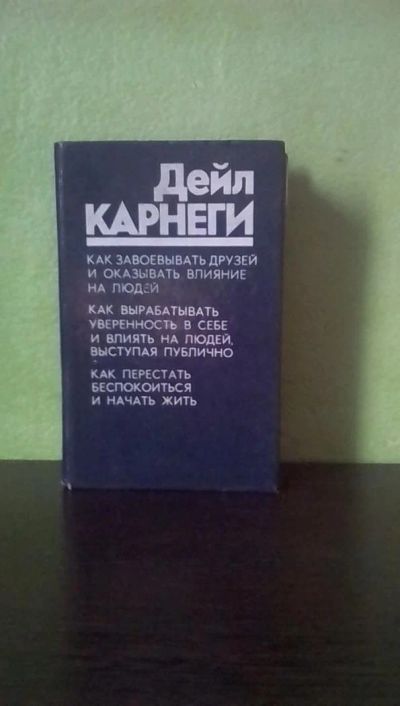 Дейл
КАРНЕГИ
КАК ЗАВОЕВЫВАТЬ ДРУЗЕЙ
И ОКАЗЫВАТЬ ВЛИЯНИЕ
НА ЛЮДЕЙ
КАК ВЫРАБАТЫВАТЬ
УВЕРЕННОСТЬ В СЕБЕ
И ВЛИЯТЬ НА ЛЮДЕЙ,
ВЫСТУПАЯ ПУБЛИЧНО
КАК ПЕРЕСТАТЬ
БЕСПОКОИТЬСЯ
И НАЧАТЬ ЖИТЬ